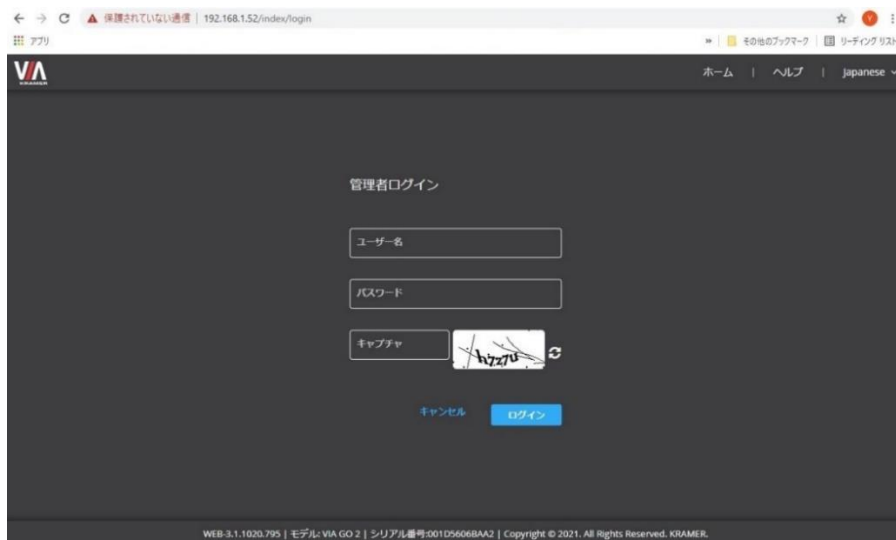 保護されていない通信 | 192.168.1.52/index/login
アプリ
» その他のブックマーク リーディング リスト
VIA
KRAMER
ホーム | ヘルプ | Japanese
管理者ログイン
ユーザー名
パスワード
キャプチャ
キャンセル ログイン
WEB-3.1.1020.795 | モデル: VIA GO 2 | シリアル番号:001D5606BAA2 | Copyright © 2021. All Rights Reserved. KRAMER.